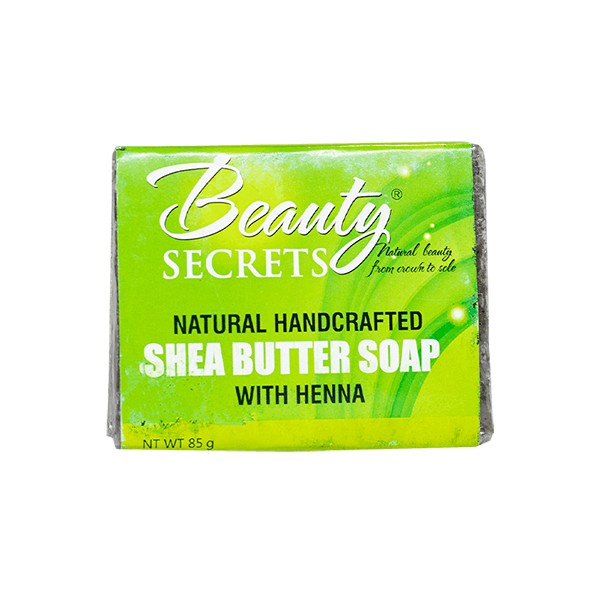 Beauty®
SECRETS
Natural beauty
from crown to sole
NATURAL HANDCRAFTED
SHEA BUTTER SOAP
WITH HENNA
NT WT 85 g